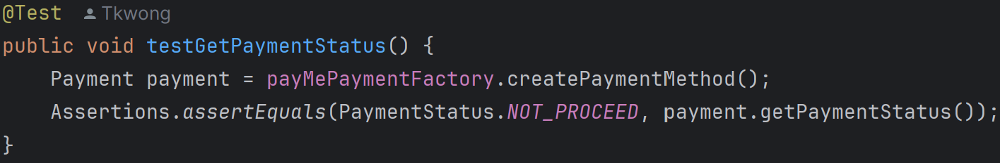 @Test Tkwong
public void testGetPaymentStatus() {
    Payment payment = payMePaymentFactory.createPaymentMethod();
    Assertions.assertEquals(PaymentStatus.NOT_PROCEED, payment.getPaymentStatus());
}